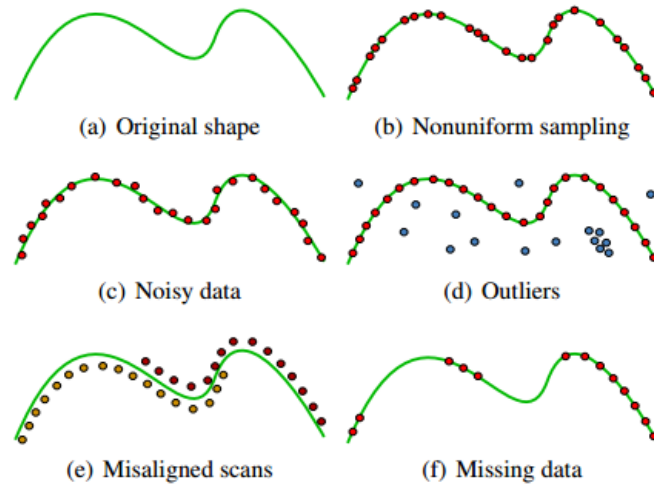 (a) Original shape
(b) Nonuniform sampling
(c) Noisy data
(d) Outliers
(e) Misaligned scans
(f) Missing data